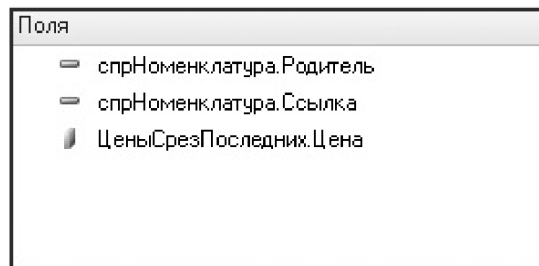 Поля
спрНоменклатура.Родитель
спрНоменклатура.Ссылка
ЦеныСрезПоследних.Цена